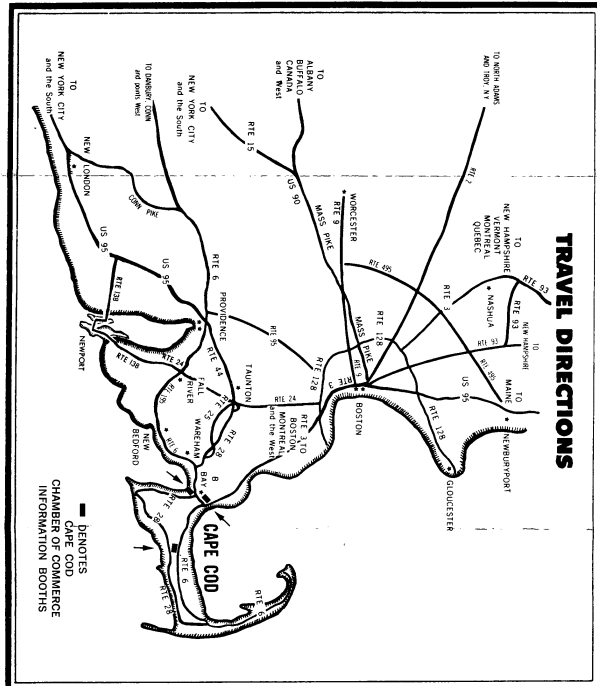 TRAVEL DIRECTIONS
TO NORTH ADAMS
AND TROY, N.Y.
TO
NEW HAMPSHIRE
VERMONT
MONTREAL
QUEBEC
RTE 93
TO
NEW HAMPSHIRE
RTE 93
RTE 93
TO
MAINE
NEWBURYPORT
NASHUA
RTE 2
RTE 3
RTE 495
RTE 495
US 95
RTE 128
GLOUCESTER
TO
ALBANY
BUFFALO
CANADA
and West
WORCESTER
RTE 9
MASS PIKE
US 90
RTE 15
RTE 128
MASS PIKE
RTE 9
BOSTON
RTE 3
TO
NEW YORK CITY
and the South
RTE 128
RTE 95
RTE 3, TO
BOSTON,
MONTREAL
and the West
RTE 24
TO DANBURY, CONN
and points West
RTE 6
PROVIDENCE
RTE 44
TAUNTON
CONN PIKE
TO
NEW YORK CITY
and the South
NEW
LONDON
US 95
US 95
RTE 138
RTE 138
RTE 24
NEWPORT
FALL
RIVER
RTE 25
RTE 28
WAREHAM
RTE 6
NEW
BEDFORD
B
BAY
CAPE COD
RTE 28
RTE 6
RTE 28
RTE 6
DENOTES
CAPE COD
CHAMBER OF COMMERCE
INFORMATION BOOTHS